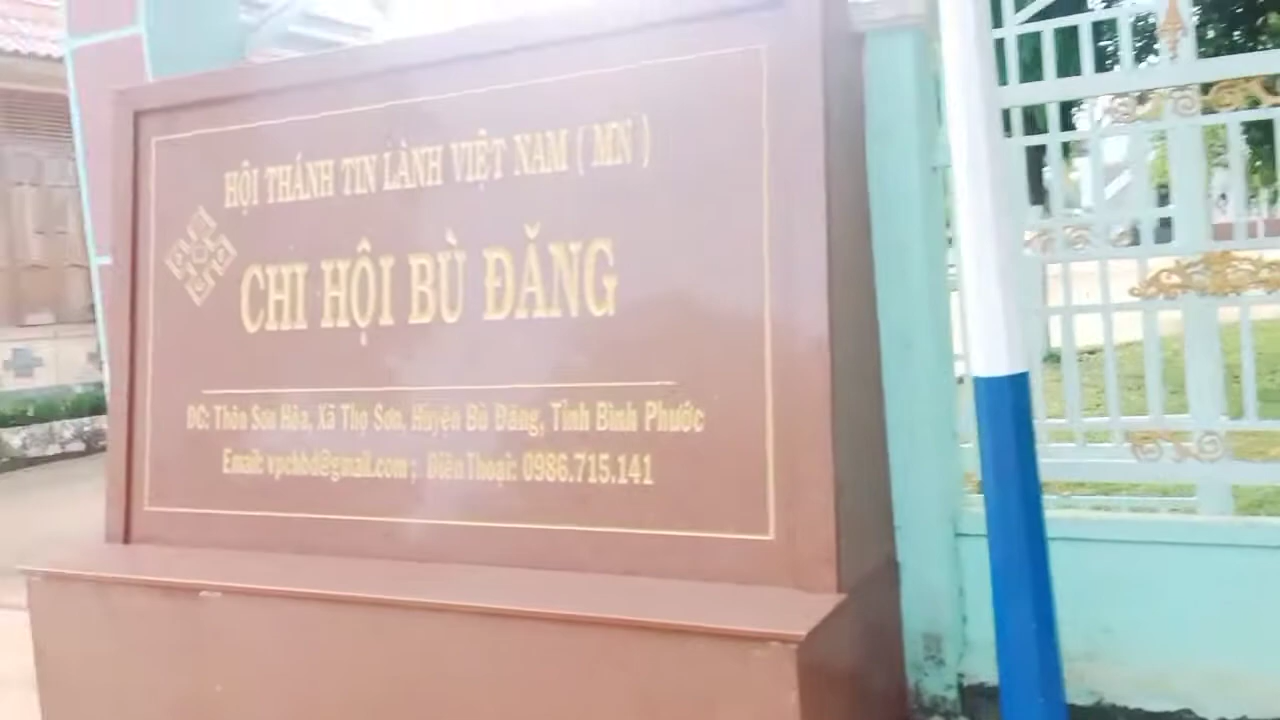 HỘI THÁNH TIN LÀNH VIỆT NAM ( MN )
CHI HỘI BÙ ĐĂNG
ĐC: Thôn Sơn Hòa, Xã Thọ Sơn, Huyện Bù Đăng, Tỉnh Bình Phước
Email: vpchbd@gmail.com ; Điện Thoại: 0986.715.141